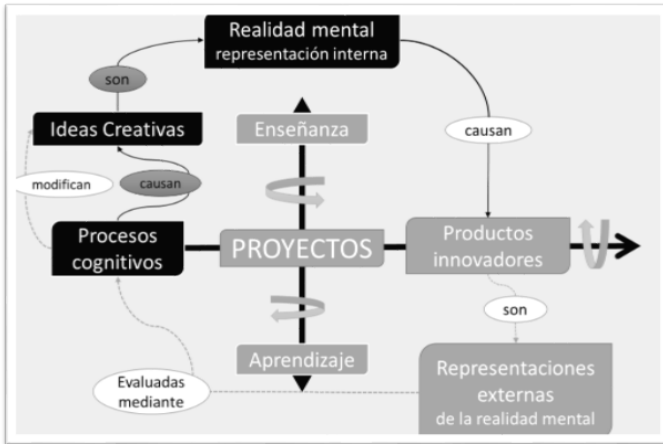 Realidad mental
representación interna
son
Ideas Creativas
Enseñanza
causan
modifican
causan
Procesos
cognitivos
PROYECTOS
Productos
innovadores
son
Aprendizaje
Representaciones
externas
de la realidad mental
Evaluadas
mediante